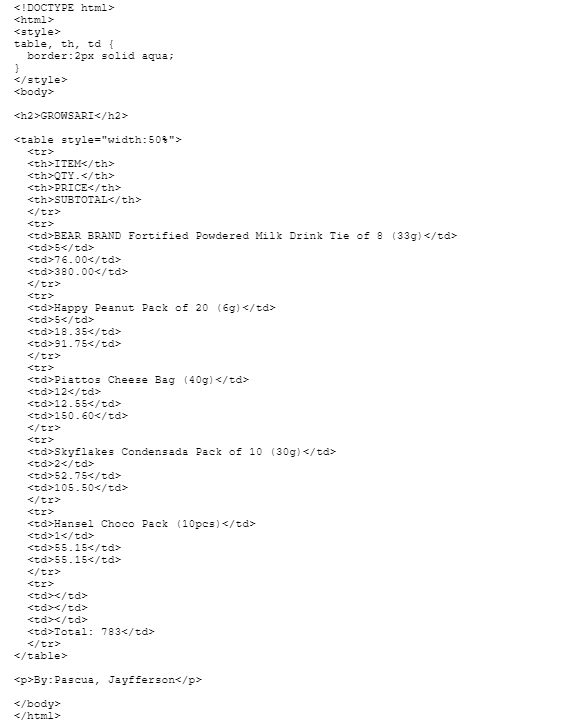 <!DOCTYPE html>
<html>
<style>
table, th, td {
  border:2px solid aqua;
}
</style>
<body>

<h2>GROWSARI</h2>

<table style="width:50%">
  <tr>
  <th>ITEM</th>
  <th>QTY.</th>
  <th>PRICE</th>
  <th>SUBTOTAL</th>
  </tr>
  <tr>
  <td>BEAR BRAND Fortified Powdered Milk Drink Tie of 8 (33g)</td>
  <td>5</td>
  <td>76.00</td>
  <td>380.00</td>
  </tr>
  <tr>
  <td>Happy Peanut Pack of 20 (6g)</td>
  <td>5</td>
  <td>18.35</td>
  <td>91.75</td>
  </tr>
  <tr>
  <td>Piattos Cheese Bag (40g)</td>
  <td>12</td>
  <td>12.55</td>
  <td>150.60</td>
  </tr>
  <tr>
  <td>Skyflakes Condensada Pack of 10 (30g)</td>
  <td>2</td>
  <td>52.75</td>
  <td>105.50</td>
  </tr>
  <tr>
  <td>Hansel Choco Pack (10pcs)</td>
  <td>1</td>
  <td>55.15</td>
  <td>55.15</td>
  </tr>
  <tr>
  <td></td>
  <td></td>
  <td></td>
  <td>Total: 783</td>
  </tr>
</table>

<p>By:Pascua, Jayfferson</p>

</body>
</html>